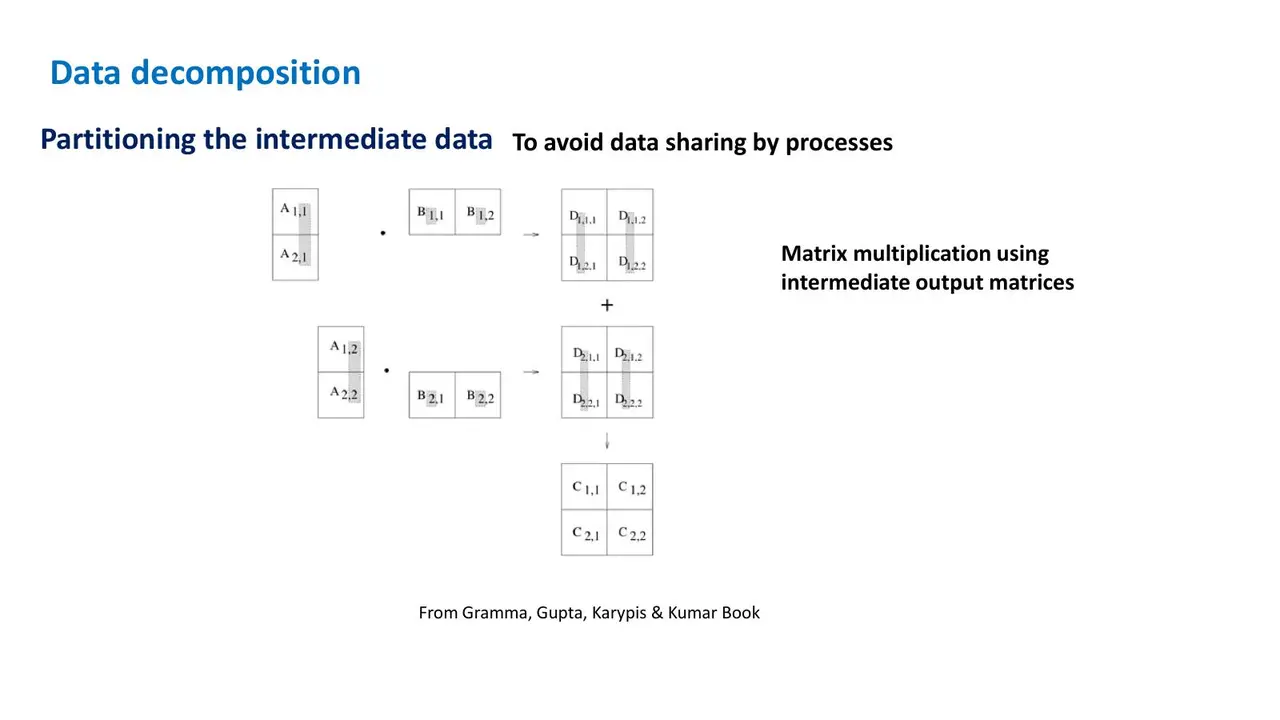 Data decomposition
Partitioning the intermediate data To avoid data sharing by processes
A 1,1 B 1,1 B 1,2 D 1,1,1 D 1,1,2
A 2,1 . → D 1,2,1 D 1,2,2
Matrix multiplication using
intermediate output matrices
+
A 1,2 D 2,1,1 D 2,1,2
A 2,2 . B 2,1 B 2,2 → D 2,2,1 D 2,2,2
↓
C 1,1 C 1,2
C 2,1 C 2,2
From Gramma, Gupta, Karypis & Kumar Book